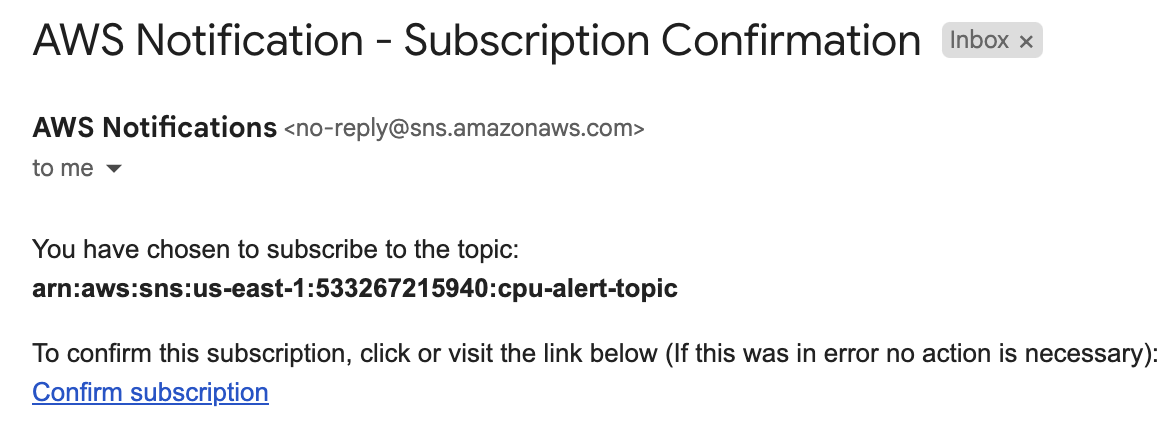 AWS Notification - Subscription Confirmation Inbox ×
AWS Notifications <no-reply@sns.amazonaws.com>
to me
You have chosen to subscribe to the topic:
arn:aws:sns:us-east-1:533267215940:cpu-alert-topic
To confirm this subscription, click or visit the link below (If this was in error no action is necessary):
Confirm subscription